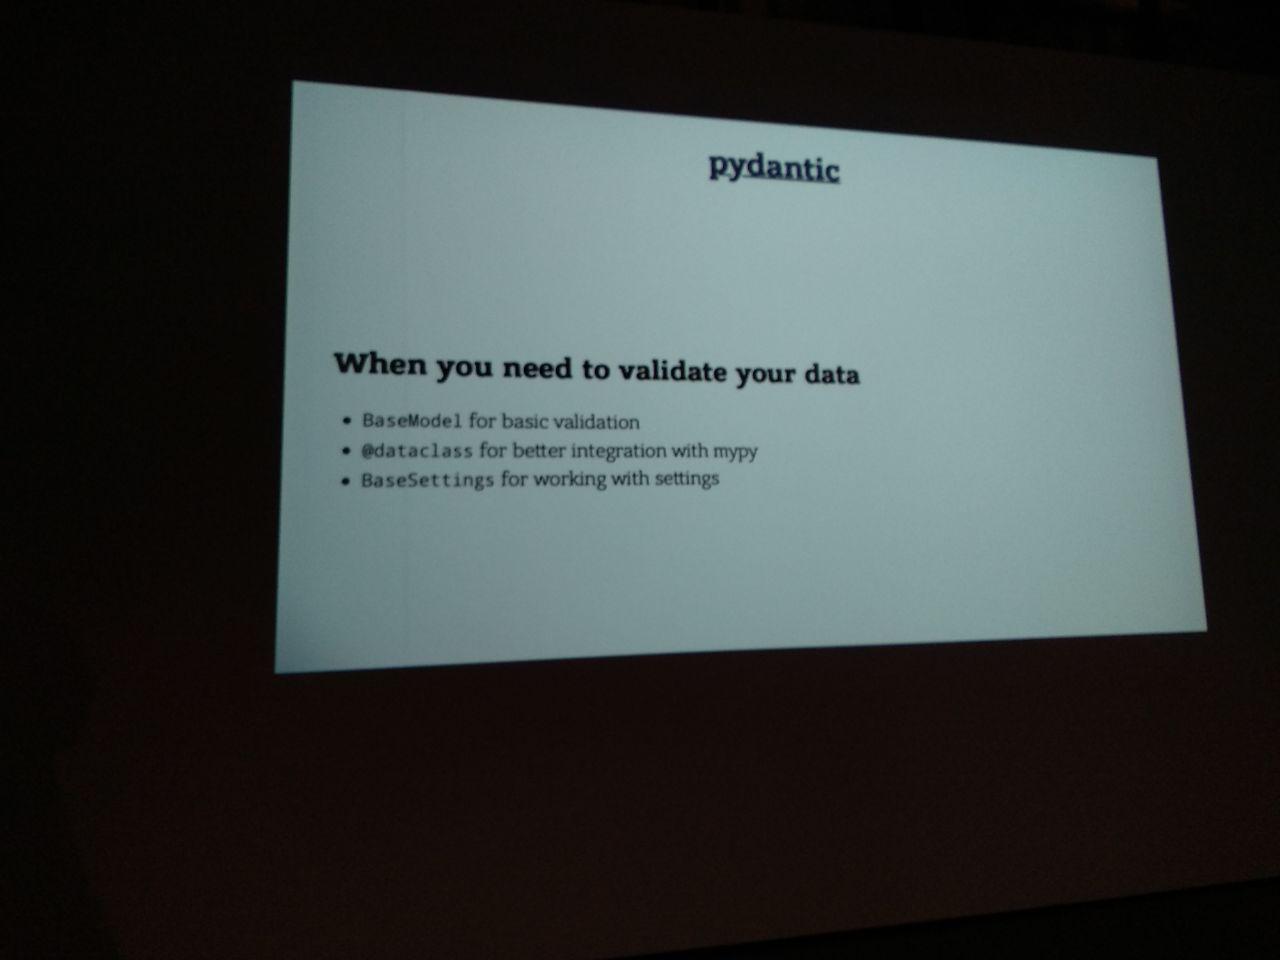 pydantic
When you need to validate your data
• BaseModel for basic validation
• @dataclass for better integration with mypy
• BaseSettings for working with settings